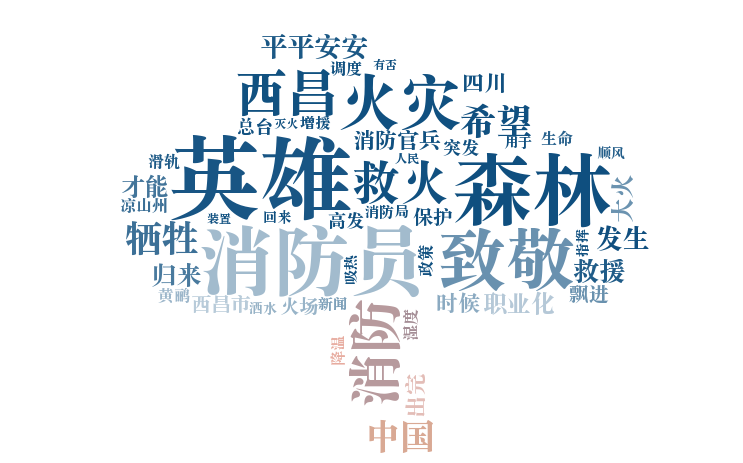 平平安安
调度
有否
西昌
火灾
四川
希望
总台
灭火
增援
消防官兵
突发
用手
生命
英雄
救火
人民
森林
顺风
滑轨
才能
凉山州
装置
回来
高发
消防局
保护
大火
牺牲
消防员
致敬
指挥
发生
吸热
政策
归来
救援
黄鹂
西昌市
洒水
火场
新闻
时候
职业化
飘进
消防
湿度
降温
出完
中国